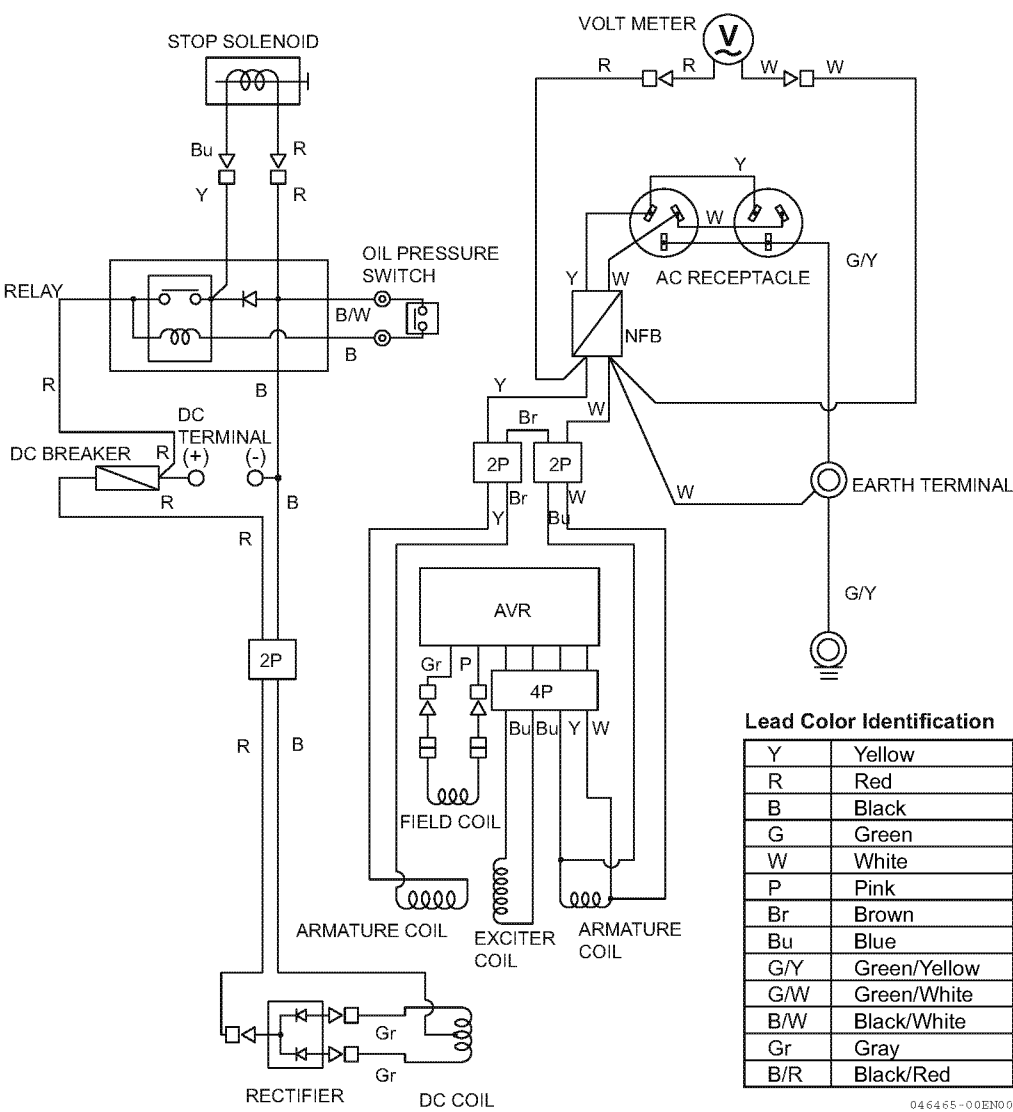 VOLT METER
V
STOP SOLENOID
R
R
W
W
Bu
R
Y
R
Y
W
OIL PRESSURE
SWITCH
AC RECEPTACLE
G/Y
RELAY
Y
W
B/W
NFB
B
R
B
Y
W
Br
DC
TERMINAL
(+)
(-)
DC BREAKER
R
R
B
2P
2P
Br
W
W
EARTH TERMINAL
Y
Bu
R
AVR
G/Y
2P
Gr
P
4P
R
B
Bu
Bu
Y
W
FIELD COIL
ARMATURE COIL
EXCITER
COIL
ARMATURE
COIL
Gr
Gr
RECTIFIER
DC COIL
Lead Color Identification
Y Yellow
R Red
B Black
G Green
W White
P Pink
Br Brown
Bu Blue
G/Y Green/Yellow
G/W Green/White
B/W Black/White
Gr Gray
B/R Black/Red
046465-00EN00